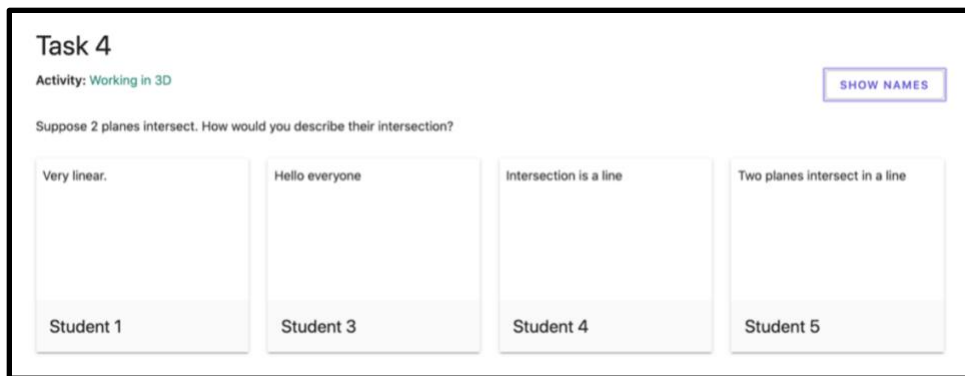 Task 4
Activity: Working in 3D
SHOW NAMES
Suppose 2 planes intersect. How would you describe their intersection?
Very linear.
Hello everyone
Intersection is a line
Two planes intersect in a line
Student 1
Student 3
Student 4
Student 5